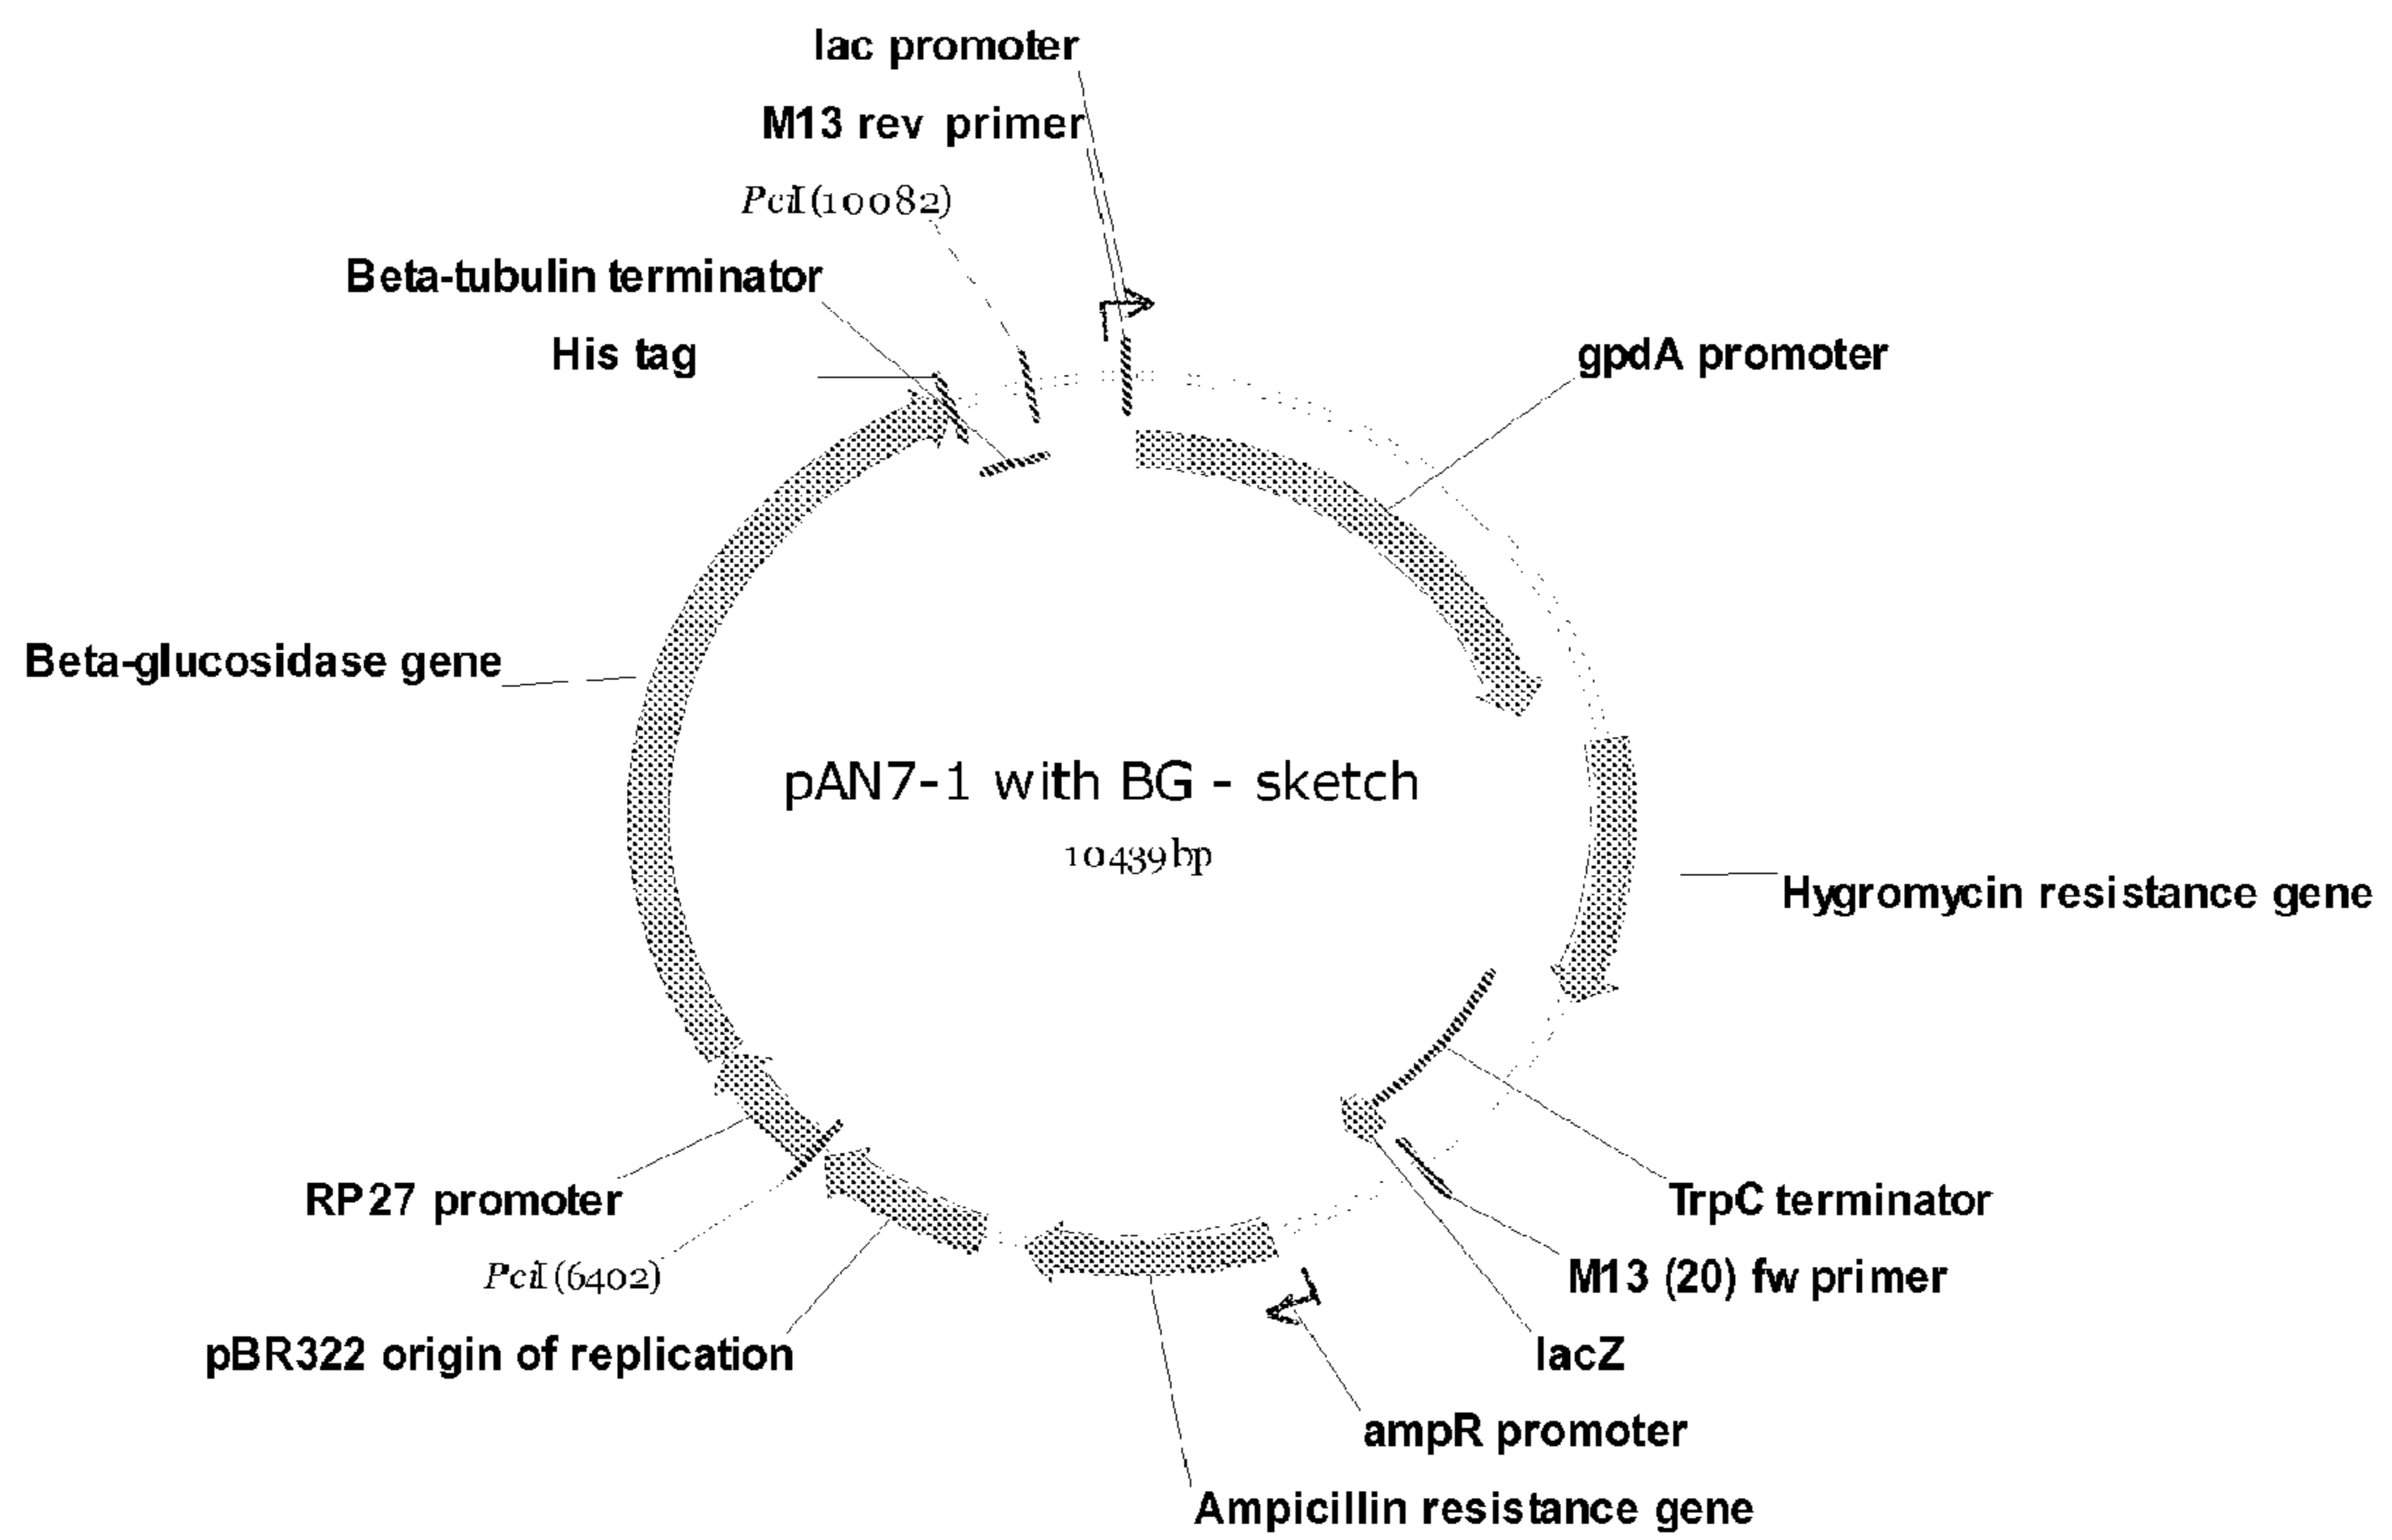 lac promoter
M13 rev primer
PciI (10082)
Beta-tubulin terminator
His tag
gpdA promoter
Beta-glucosidase gene
pAN7-1 with BG - sketch
10439 bp
Hygromycin resistance gene
RP27 promoter
TrpC terminator
PciI (6402)
M13 (20) fw primer
pBR322 origin of replication
lacZ
ampR promoter
Ampicillin resistance gene